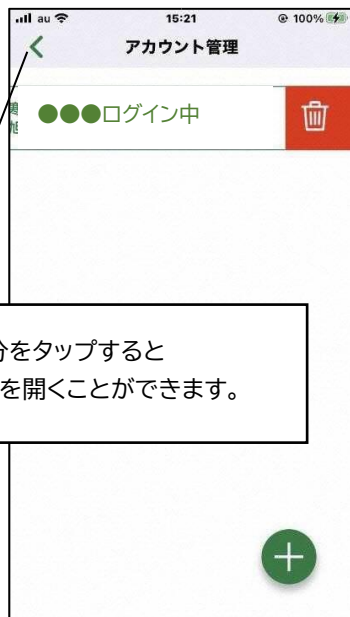 au 15:21 100%
アカウント管理
●●●ログイン中
分をタップすると
を開くことができます。